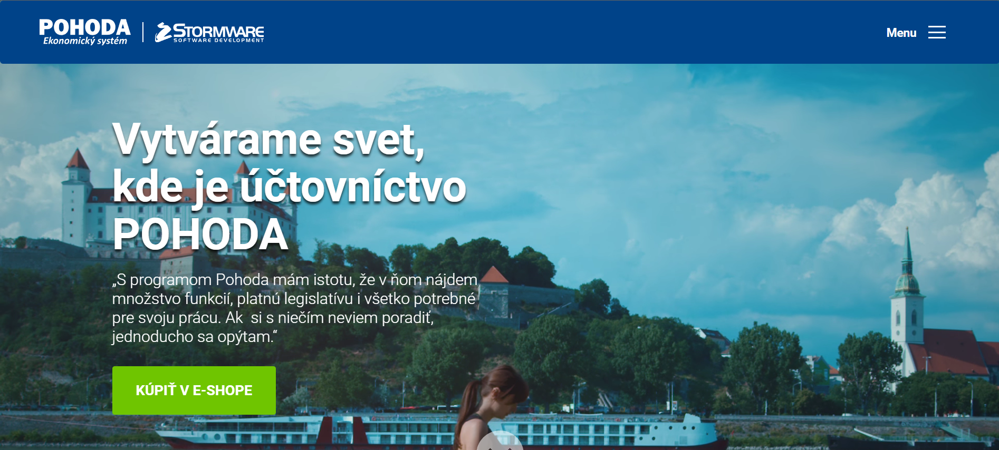 POHODA
Ekonomický systém
STORMWARE
SOFTWARE DEVELOPMENT
Menu
Vytvárame svet,
kde je účtovníctvo
POHODA
„S programom Pohoda mám istotu, že v ňom nájdem
množstvo funkcií, platnú legislatívu i všetko potrebné
pre svoju prácu. Ak  si s niečím neviem poradiť,
jednoducho sa opýtam.“
KÚPIŤ V E-SHOPE